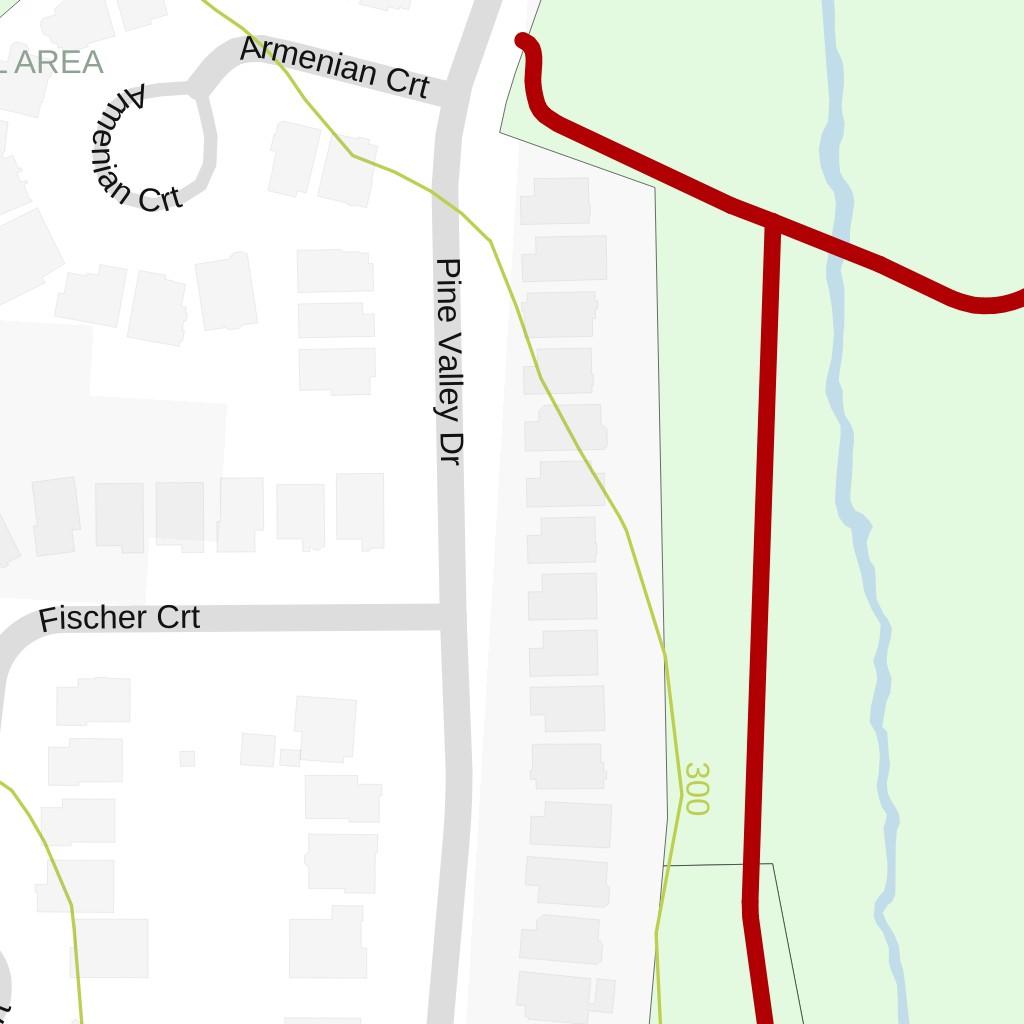 Armenian Crt
L AREA
Armenian Crt
Pine Valley Dr
Fischer Crt
300